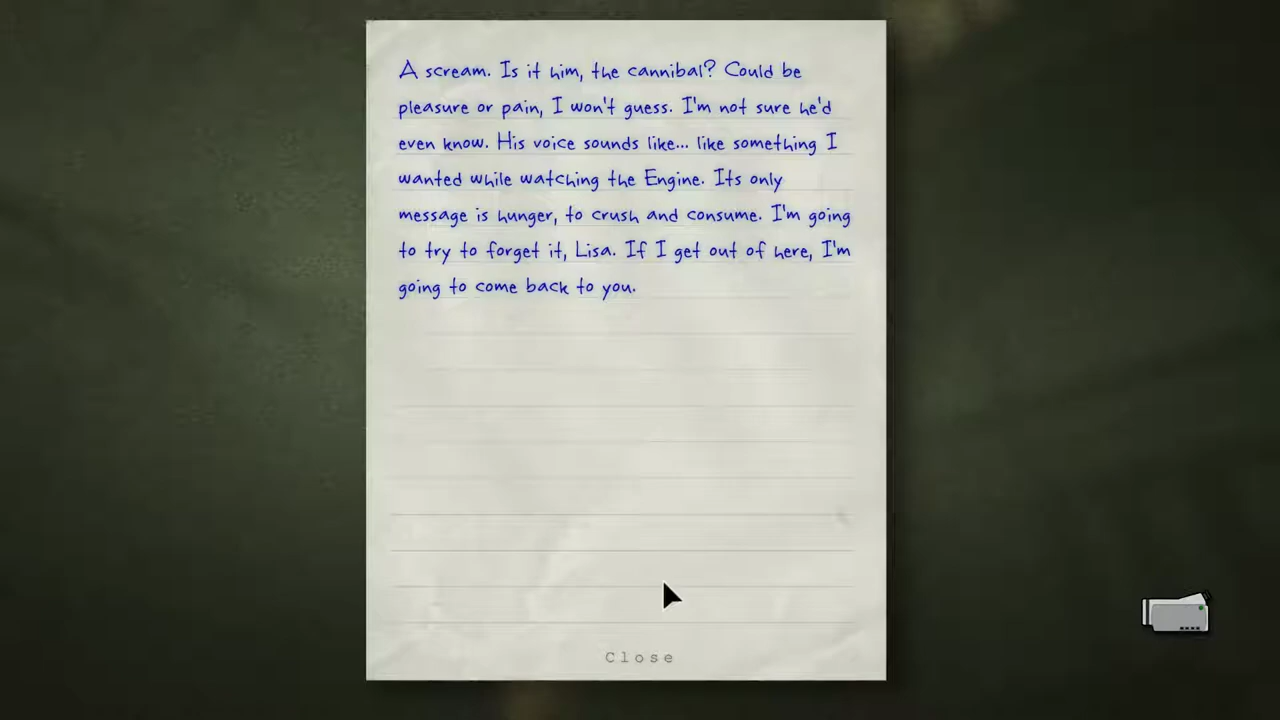 A scream. Is it him, the cannibal? Could be
pleasure or pain, I won't guess. I'm not sure he'd
even know. His voice sounds like... like something I
wanted while watching the Engine. Its only
message is hunger, to crush and consume. I'm going
to try to forget it, Lisa. If I get out of here, I'm
going to come back to you.
Close